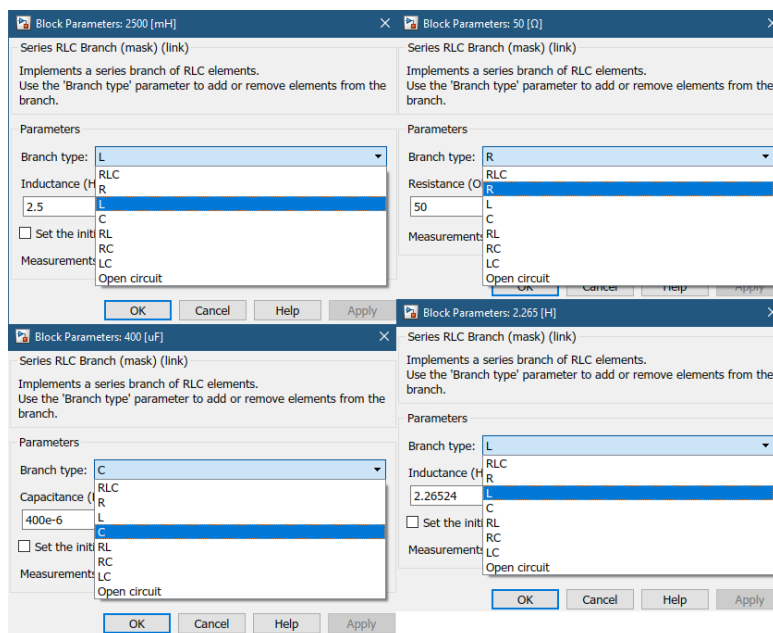 Block Parameters: 2500 [mH]
Series RLC Branch (mask) (link)
Implements a series branch of RLC elements.
Use the 'Branch type' parameter to add or remove elements from the
branch.
Parameters
Branch type: L
RLC
R
L
C
RL
RC
LC
Open circuit
Inductance (H
2.5
Set the initi
Measurements
OK Cancel Help Apply
Block Parameters: 50 [Ω]
Series RLC Branch (mask) (link)
Implements a series branch of RLC elements.
Use the 'Branch type' parameter to add or remove elements from the
branch.
Parameters
Branch type: R
RLC
R
L
C
RL
RC
LC
Open circuit
Resistance (O
50
Measurements
OK Cancel Help Apply
Block Parameters: 400 [uF]
Series RLC Branch (mask) (link)
Implements a series branch of RLC elements.
Use the 'Branch type' parameter to add or remove elements from the
branch.
Parameters
Branch type: C
RLC
R
L
C
RL
RC
LC
Open circuit
Capacitance (
400e-6
Set the initi
Measurements
OK Cancel Help Apply
Block Parameters: 2.265 [H]
Series RLC Branch (mask) (link)
Implements a series branch of RLC elements.
Use the 'Branch type' parameter to add or remove elements from the
branch.
Parameters
Branch type: L
RLC
R
L
C
RL
RC
LC
Open circuit
Inductance (H
2.26524
Set the initi
Measurements
OK Cancel Help Apply